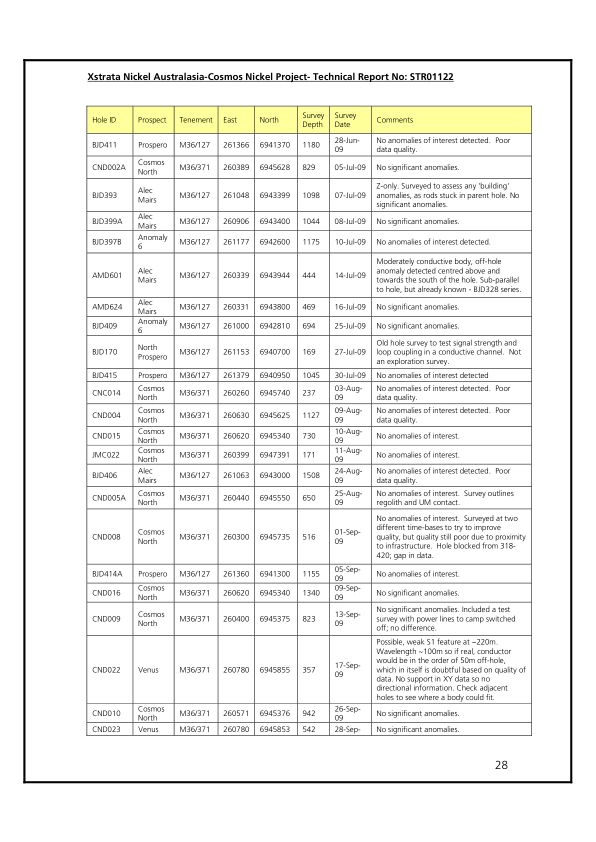 Xstrata Nickel Australasia-Cosmos Nickel Project- Technical Report No: STR01122
Hole ID Prospect Tenement East North Survey Depth Survey Date Comments
BJD411 Prospero M36/127 261366 6941370 1180 28-Jun-09 No anomalies of interest detected. Poor
data quality.
CND002A Cosmos North M36/371 260389 6945628 829 05-Jul-09 No significant anomalies.
BJD393 Alec Mairs M36/127 261048 6943399 1098 07-Jul-09 Z-only. Surveyed to assess any 'building'
anomalies, as rods stuck in parent hole. No
significant anomalies.
BJD399A Alec Mairs M36/127 260906 6943400 1044 08-Jul-09 No significant anomalies.
BJD397B Anomaly 6 M36/127 261177 6942600 1175 10-Jul-09 No anomalies of interest detected.
AMD601 Alec Mairs M36/127 260339 6943944 444 14-Jul-09 Moderately conductive body, off-hole
anomaly detected centred above and
towards the south of the hole. Sub-parallel
to hole, but already known - BJD328 series.
AMD624 Alec Mairs M36/127 260331 6943800 469 16-Jul-09 No significant anomalies.
BJD409 Anomaly 6 M36/127 261000 6942810 694 25-Jul-09 No significant anomalies.
BJD170 North Prospero M36/127 261153 6940700 169 27-Jul-09 Old hole survey to test signal strength and
loop coupling in a conductive channel. Not
an exploration survey.
BJD415 Prospero M36/127 261379 6940950 1045 30-Jul-09 No anomalies of interest detected
CNC014 Cosmos North M36/371 260260 6945740 237 03-Aug-09 No anomalies of interest detected. Poor
data quality.
CND004 Cosmos North M36/371 260630 6945625 1127 09-Aug-09 No anomalies of interest detected. Poor
data quality.
CND015 Cosmos North M36/371 260620 6945340 730 10-Aug-09 No anomalies of interest.
JMC022 Cosmos North M36/371 260399 6947391 171 11-Aug-09 No anomalies of interest.
BJD406 Alec Mairs M36/127 261063 6943000 1508 24-Aug-09 No anomalies of interest detected. Poor
data quality.
CND005A Cosmos North M36/371 260440 6945550 650 25-Aug-09 No anomalies of interest. Survey outlines
regolith and UM contact.
CND008 Cosmos North M36/371 260300 6945735 516 01-Sep-09 No anomalies of interest. Surveyed at two
different time-bases to try to improve
quality, but quality still poor due to proximity
to infrastructure. Hole blocked from 318-
420; gap in data.
BJD414A Prospero M36/127 261360 6941300 1155 05-Sep-09 No anomalies of interest.
CND016 Cosmos North M36/371 260620 6945340 1340 09-Sep-09 No significant anomalies.
CND009 Cosmos North M36/371 260400 6945375 823 13-Sep-09 No significant anomalies. Included a test
survey with power lines to camp switched
off; no difference.
CND022 Venus M36/371 260780 6945855 357 17-Sep-09 Possible, weak S1 feature at ~220m.
Wavelength ~100m so if real, conductor
would be in the order of 50m off-hole,
which in itself is doubtful based on quality of
data. No support in XY data so no
directional information. Check adjacent
holes to see where a body could fit.
CND010 Cosmos North M36/371 260571 6945376 942 26-Sep-09 No significant anomalies.
CND023 Venus M36/371 260780 6945853 542 28-Sep- No significant anomalies.
28